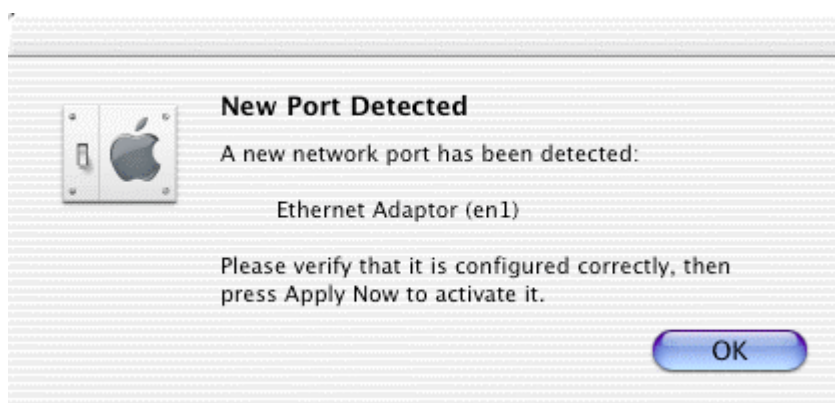 New Port Detected
A new network port has been detected:
Ethernet Adaptor (en1)
Please verify that it is configured correctly, then
press Apply Now to activate it.
OK